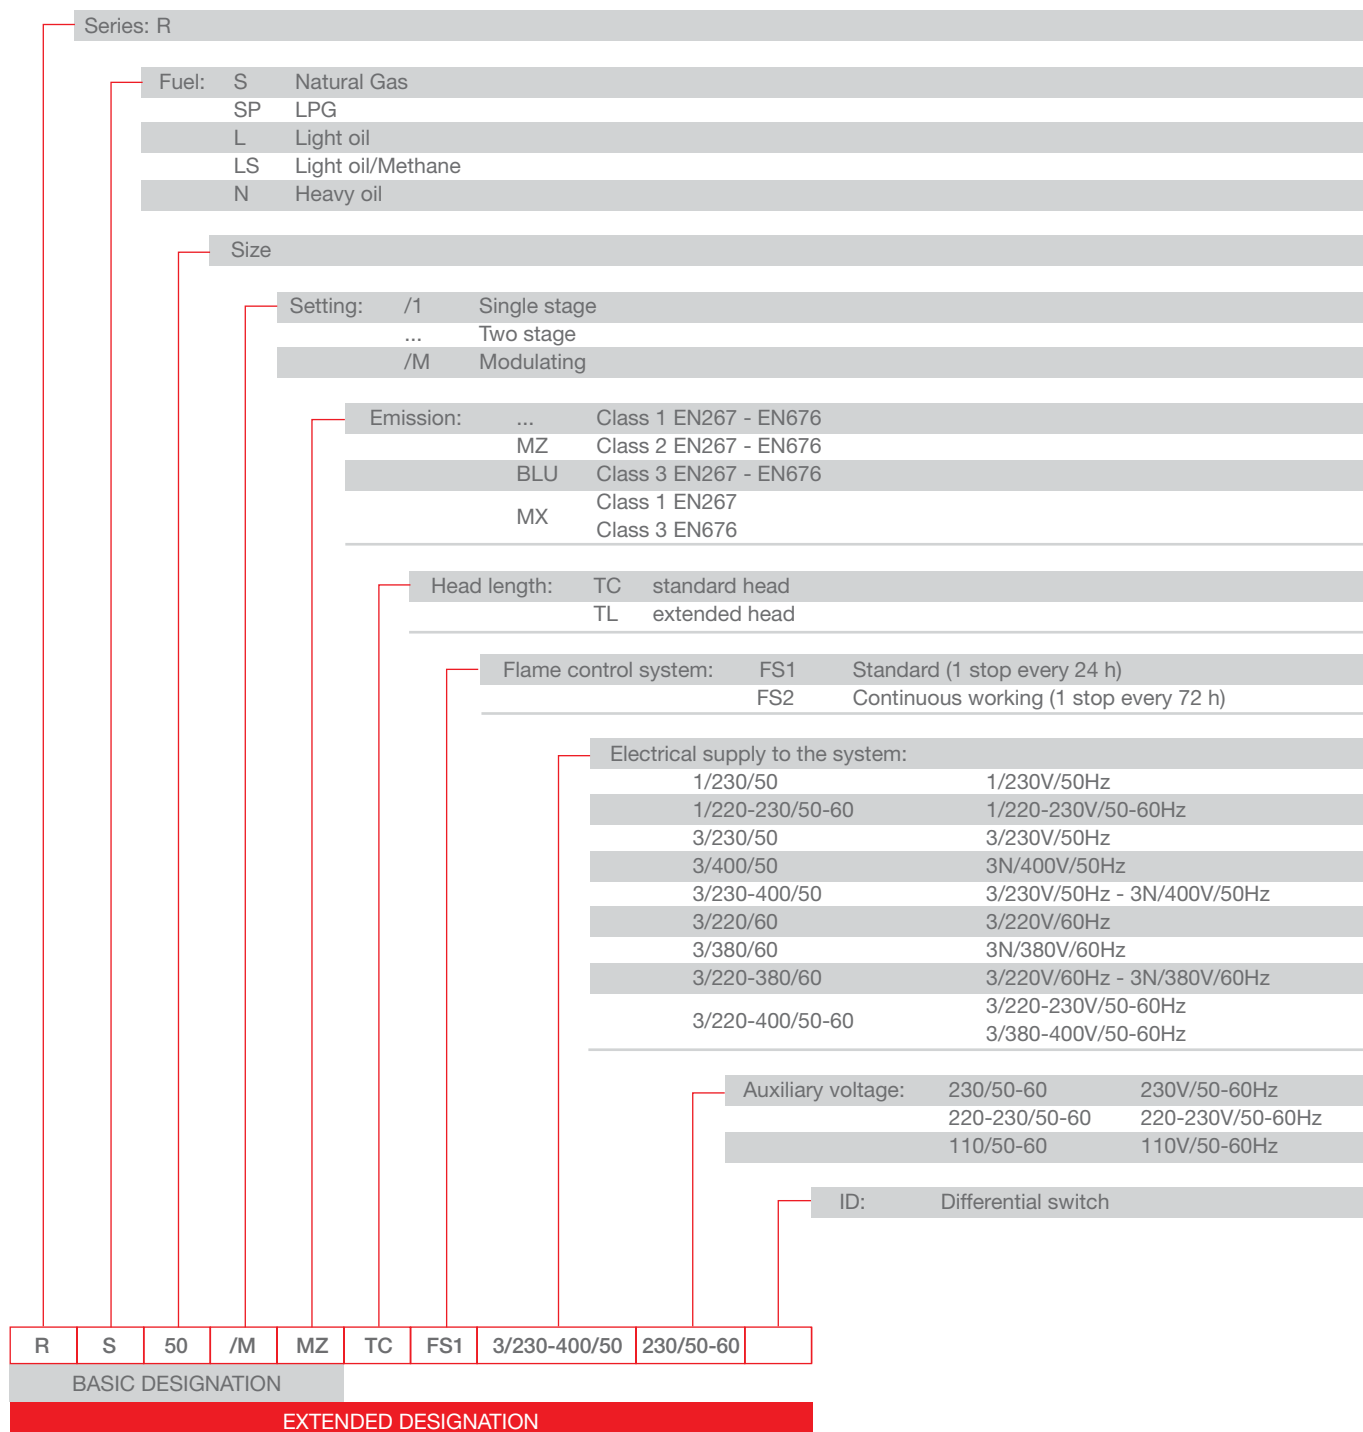 Series: R
Fuel: S Natural Gas
SP LPG
L Light oil
LS Light oil/Methane
N Heavy oil
Size
Setting: /1 Single stage
... Two stage
/M Modulating
Emission: ... Class 1 EN267 - EN676
MZ Class 2 EN267 - EN676
BLU Class 3 EN267 - EN676
MX Class 1 EN267
Class 3 EN676
Head length: TC standard head
TL extended head
Flame control system: FS1 Standard (1 stop every 24 h)
FS2 Continuous working (1 stop every 72 h)
Electrical supply to the system:
1/230/50 1/230V/50Hz
1/220-230/50-60 1/220-230V/50-60Hz
3/230/50 3/230V/50Hz
3/400/50 3N/400V/50Hz
3/230-400/50 3/230V/50Hz - 3N/400V/50Hz
3/220/60 3/220V/60Hz
3/380/60 3N/380V/60Hz
3/220-380/60 3/220V/60Hz - 3N/380V/60Hz
3/220-400/50-60 3/220-230V/50-60Hz
3/380-400V/50-60Hz
Auxiliary voltage: 230/50-60 230V/50-60Hz
220-230/50-60 220-230V/50-60Hz
110/50-60 110V/50-60Hz
ID: Differential switch
R S 50 /M MZ TC FS1 3/230-400/50 230/50-60
BASIC DESIGNATION
EXTENDED DESIGNATION